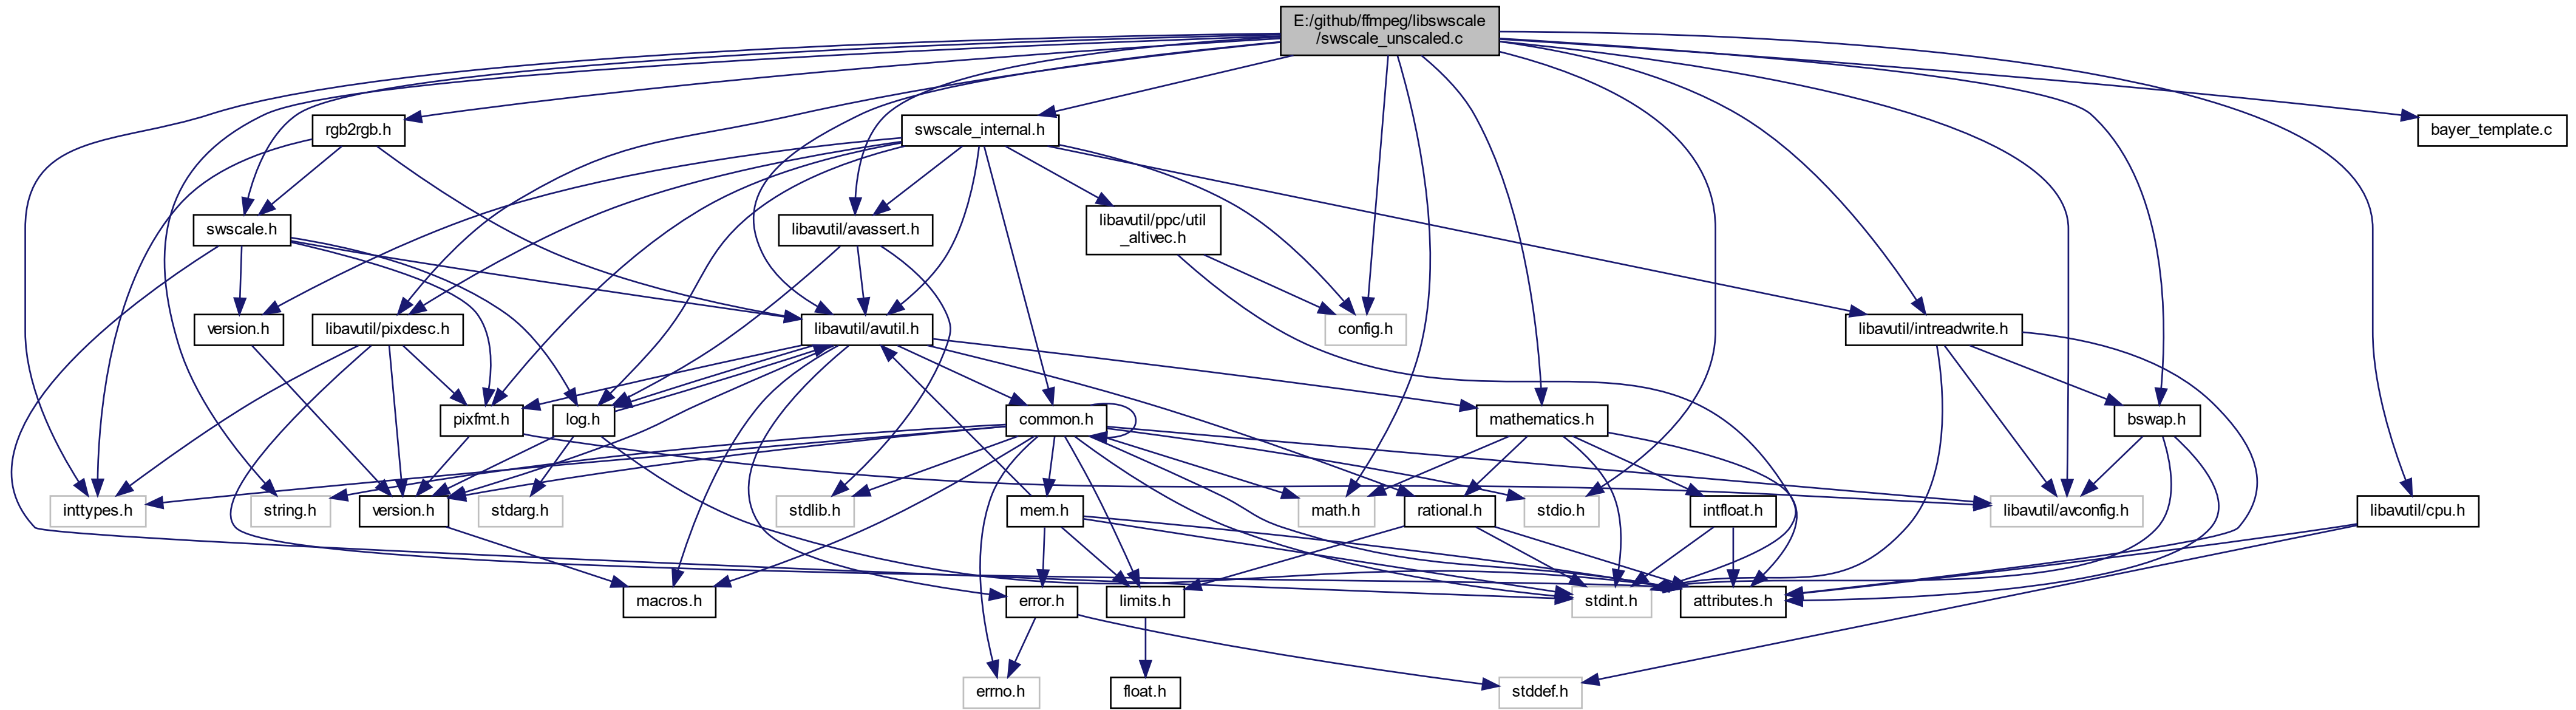 E:/github/ffmpeg/libswscale
/swscale_unscaled.c
rgb2rgb.h
swscale_internal.h
bayer_template.c
swscale.h
libavutil/avassert.h
libavutil/ppc/util
_altivec.h
version.h
libavutil/pixdesc.h
libavutil/avutil.h
config.h
libavutil/intreadwrite.h
pixfmt.h
log.h
common.h
mathematics.h
bswap.h
inttypes.h
string.h
version.h
stdarg.h
stdlib.h
mem.h
math.h
rational.h
stdio.h
intfloat.h
libavutil/avconfig.h
libavutil/cpu.h
macros.h
error.h
limits.h
stdint.h
attributes.h
errno.h
float.h
stddef.h